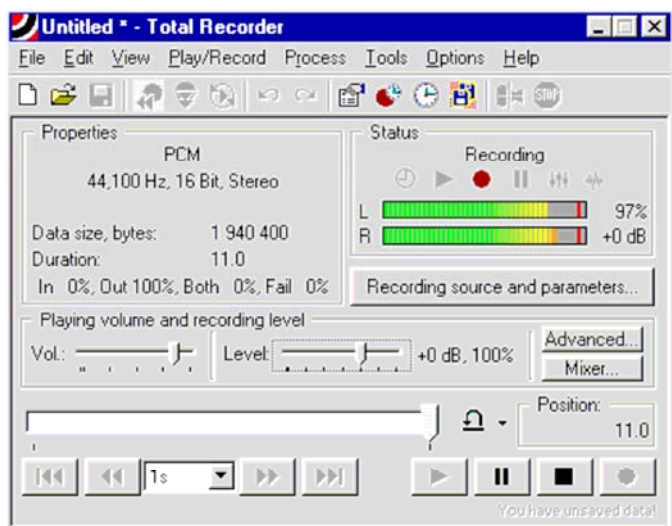 Untitled * - Total Recorder
File Edit View Play/Record Process Tools Options Help
STOP
Properties
PCM
44,100 Hz, 16 Bit, Stereo
Data size, bytes: 1 940 400
Duration: 11.0
In 0%, Out 100%, Both 0%, Fail 0%
Status
Recording
L 97%
R +0 dB
Recording source and parameters...
Playing volume and recording level
Vol.: Level: +0 dB, 100%
Advanced...
Mixer...
Position:
11.0
1s
You have unsaved data!